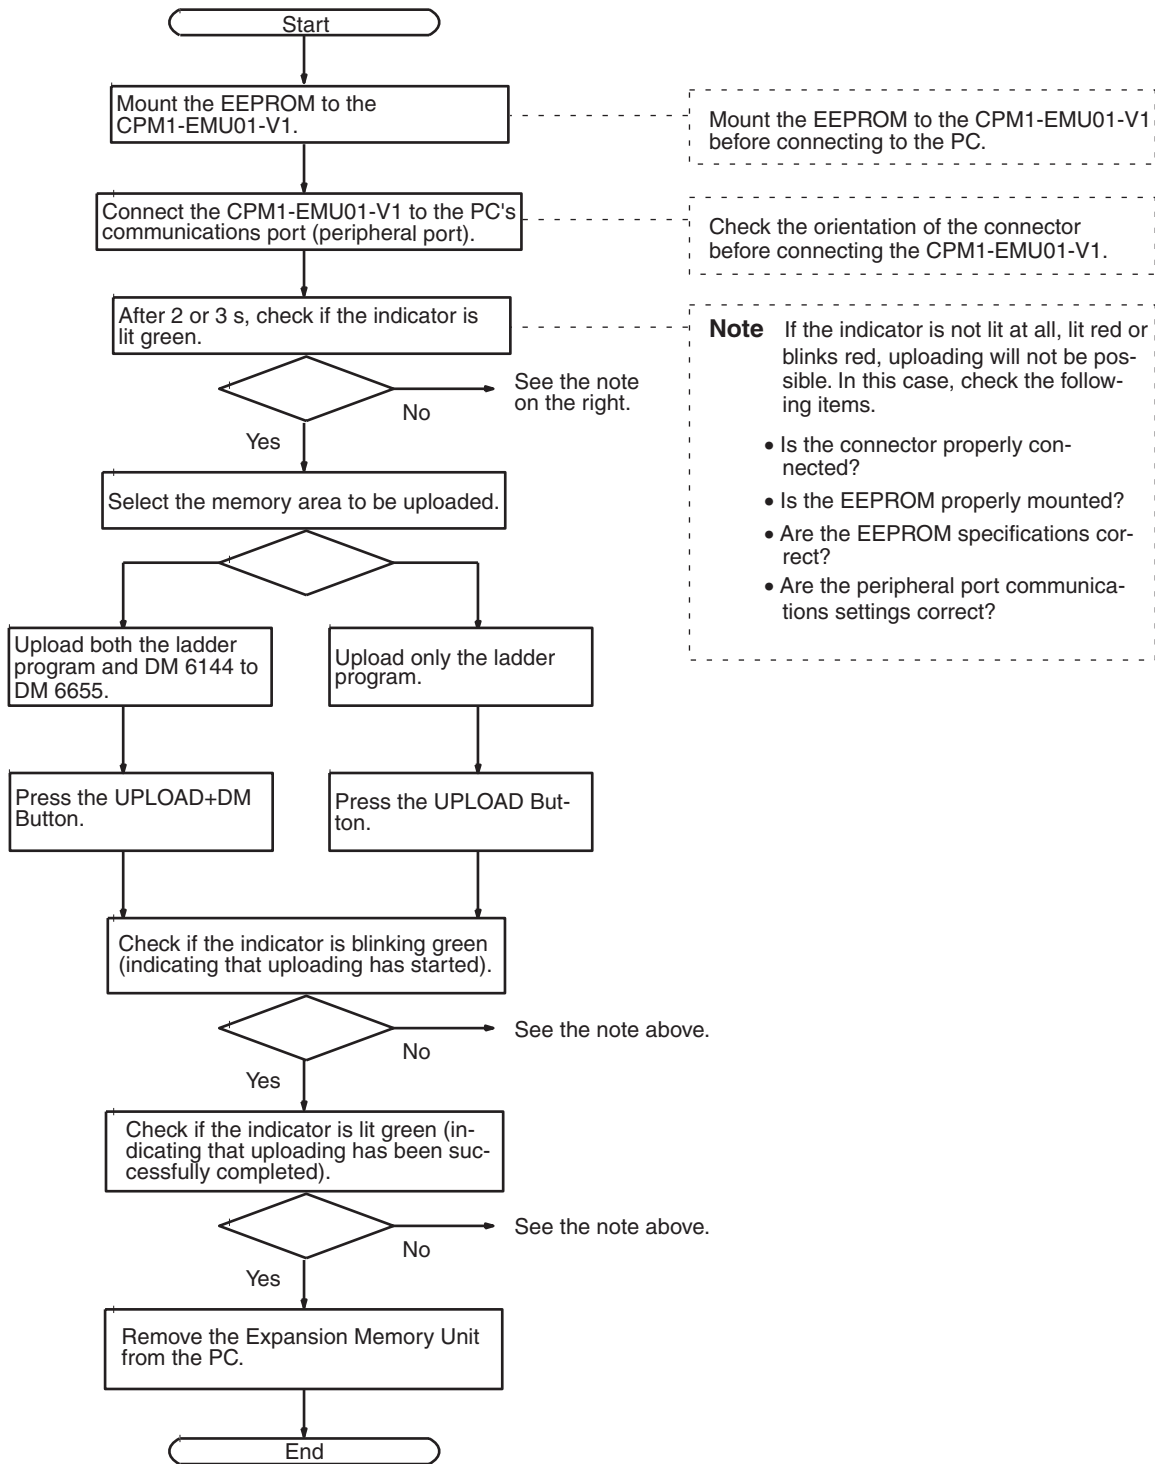 Start
Mount the EEPROM to the
CPM1-EMU01-V1.
Mount the EEPROM to the CPM1-EMU01-V1
before connecting to the PC.
Connect the CPM1-EMU01-V1 to the PC's
communications port (peripheral port).
Check the orientation of the connector
before connecting the CPM1-EMU01-V1.
After 2 or 3 s, check if the indicator is
lit green.
Note If the indicator is not lit at all, lit red or
blinks red, uploading will not be pos-
sible. In this case, check the follow-
ing items.
• Is the connector properly con-
nected?
• Is the EEPROM properly mounted?
• Are the EEPROM specifications cor-
rect?
• Are the peripheral port communica-
tions settings correct?
No
See the note
on the right.
Yes
Select the memory area to be uploaded.
Upload both the ladder
program and DM 6144 to
DM 6655.
Upload only the ladder
program.
Press the UPLOAD+DM
Button.
Press the UPLOAD But-
ton.
Check if the indicator is blinking green
(indicating that uploading has started).
No
See the note above.
Yes
Check if the indicator is lit green (in-
dicating that uploading has been suc-
cessfully completed).
No
See the note above.
Yes
Remove the Expansion Memory Unit
from the PC.
End